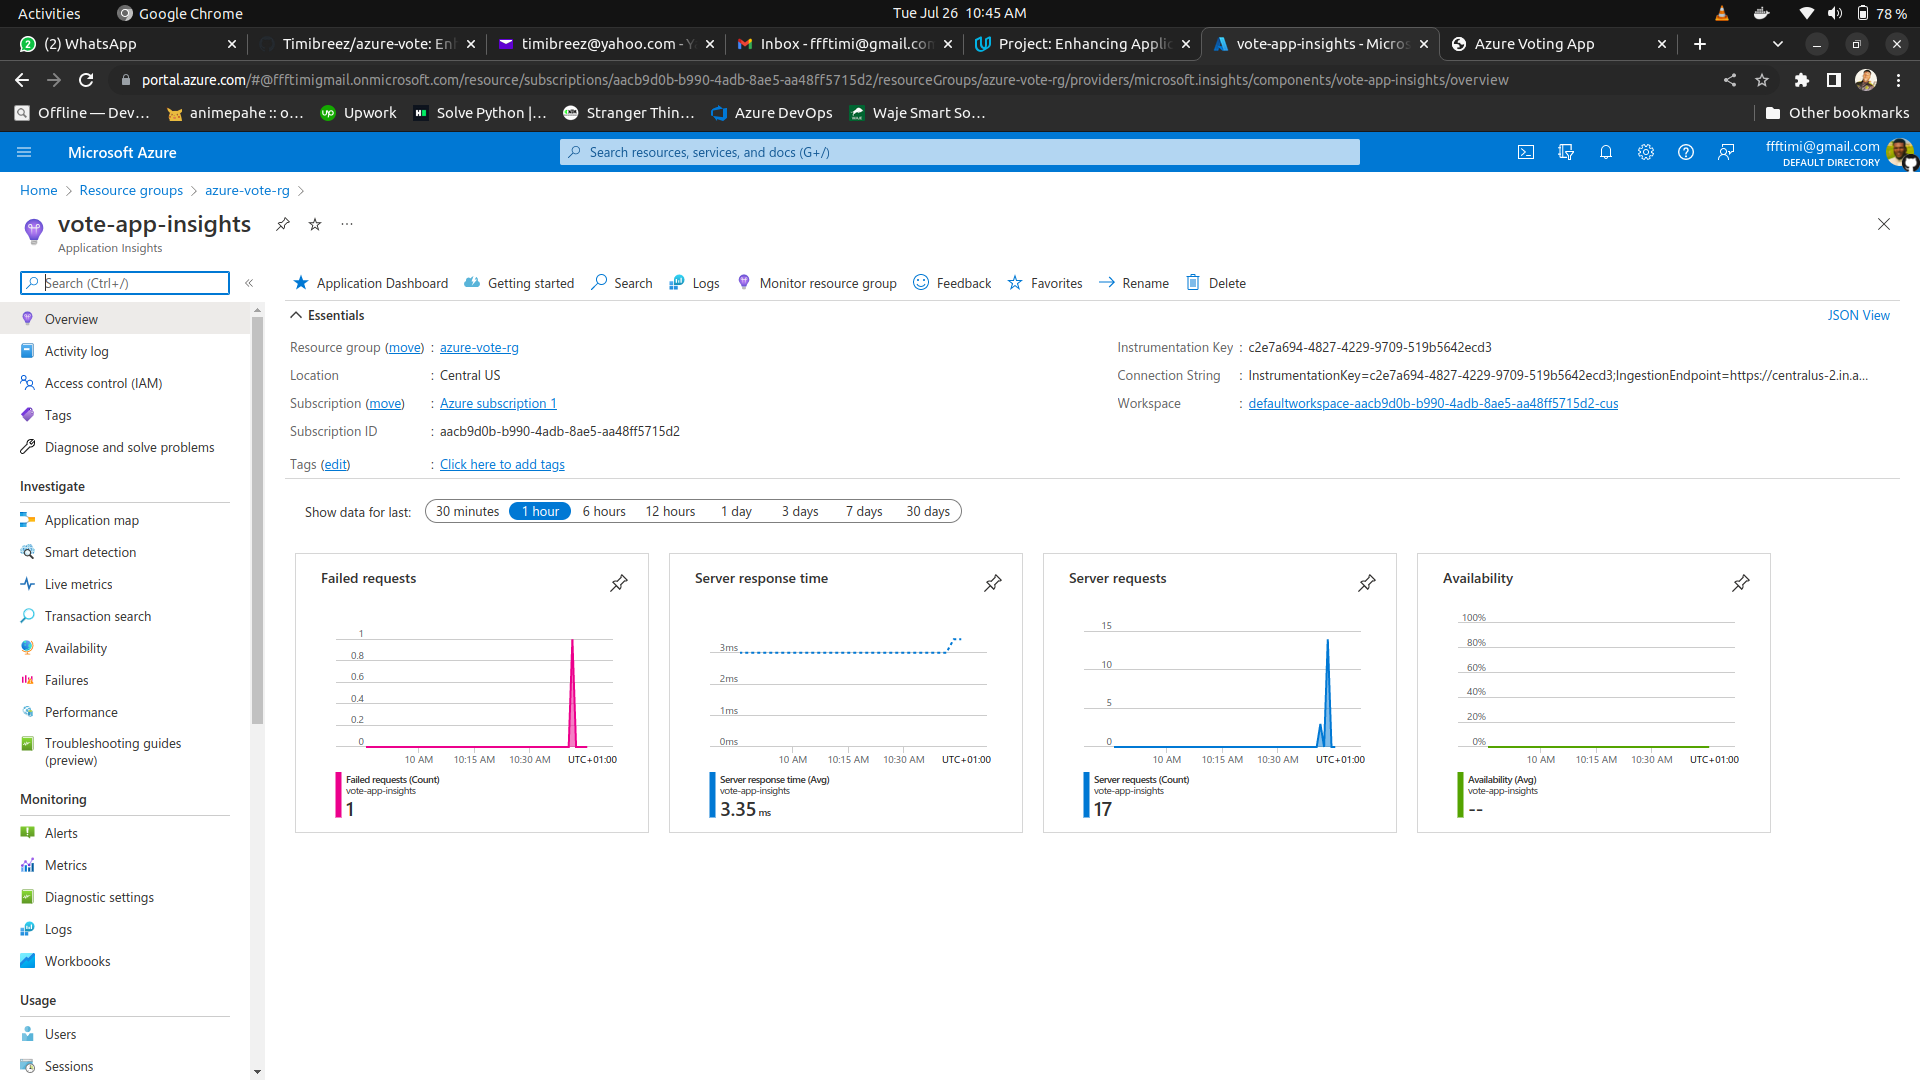 Activities
Google Chrome
Tue Jul 26 10:45 AM
78 %
(2) WhatsApp
Timibreez/azure-vote: Enh
timibreez@yahoo.com - Y
Inbox - ffftimi@gmail.com
Project: Enhancing Applic
vote-app-insights - Micros
Azure Voting App
portal.azure.com/#@ffftimigmail.onmicrosoft.com/resource/subscriptions/aacb9d0b-b990-4adb-8ae5-aa48ff5715d2/resourceGroups/azure-vote-rg/providers/microsoft.insights/components/vote-app-insights/overview
Offline — Dev...
animepahe :: o...
Upwork
Solve Python |...
Stranger Thin...
Azure DevOps
Waje Smart So...
Other bookmarks
Microsoft Azure
Search resources, services, and docs (G+/)
ffftimi@gmail.com
DEFAULT DIRECTORY
Home > Resource groups > azure-vote-rg >
vote-app-insights
Application Insights
Search (Ctrl+/)
Application Dashboard
Getting started
Search
Logs
Monitor resource group
Feedback
Favorites
Rename
Delete
Overview
Activity log
Access control (IAM)
Tags
Diagnose and solve problems
Investigate
Application map
Smart detection
Live metrics
Transaction search
Availability
Failures
Performance
Troubleshooting guides
(preview)
Monitoring
Alerts
Metrics
Diagnostic settings
Logs
Workbooks
Usage
Users
Sessions
Essentials
JSON View
Resource group (move) : azure-vote-rg
Location : Central US
Subscription (move) : Azure subscription 1
Subscription ID : aacb9d0b-b990-4adb-8ae5-aa48ff5715d2
Tags (edit) : Click here to add tags
Instrumentation Key : c2e7a694-4827-4229-9709-519b5642ecd3
Connection String : InstrumentationKey=c2e7a694-4827-4229-9709-519b5642ecd3;IngestionEndpoint=https://centralus-2.in.a...
Workspace : defaultworkspace-aacb9d0b-b990-4adb-8ae5-aa48ff5715d2-cus
Show data for last: 30 minutes 1 hour 6 hours 12 hours 1 day 3 days 7 days 30 days
Failed requests
1
0.8
0.6
0.4
0.2
0
10 AM 10:15 AM 10:30 AM UTC+01:00
Failed requests (Count)
vote-app-insights
1
Server response time
3ms
2ms
1ms
0ms
10 AM 10:15 AM 10:30 AM UTC+01:00
Server response time (Avg)
vote-app-insights
3.35 ms
Server requests
15
10
5
0
10 AM 10:15 AM 10:30 AM UTC+01:00
Server requests (Count)
vote-app-insights
17
Availability
100%
80%
60%
40%
20%
0%
10 AM 10:15 AM 10:30 AM UTC+01:00
Availability (Avg)
vote-app-insights
--